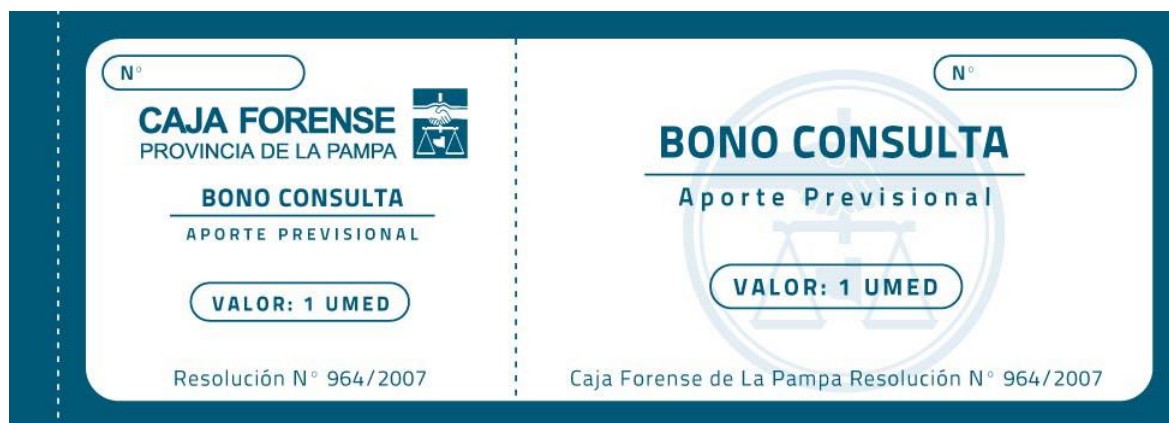 N°
CAJA FORENSE
PROVINCIA DE LA PAMPA
BONO CONSULTA
APORTE PREVISIONAL
VALOR: 1 UMED
Resolución N° 964/2007
N°
BONO CONSULTA
Aporte Previsional
VALOR: 1 UMED
Caja Forense de La Pampa Resolución N° 964/2007